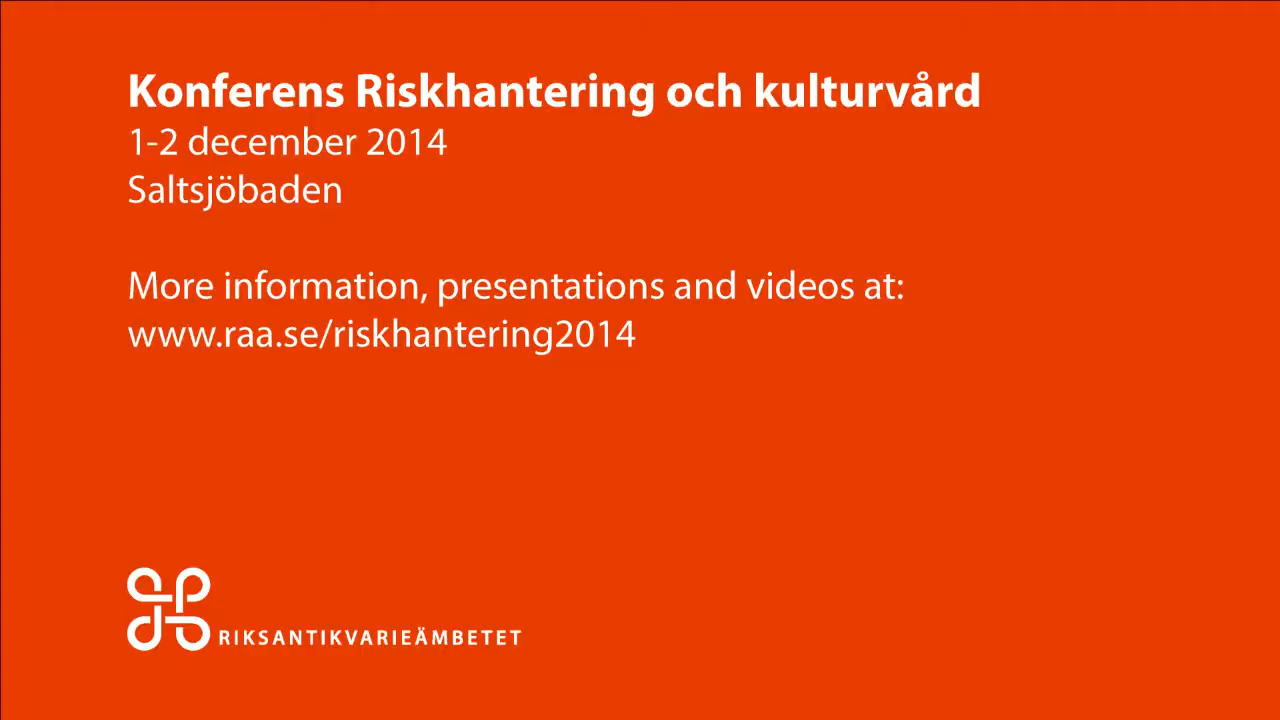 Konferens Riskhantering och kulturvård
1-2 december 2014
Saltsjöbaden
More information, presentations and videos at:
www.raa.se/riskhantering2014
RIKSANTIKVARIEÄMBETET